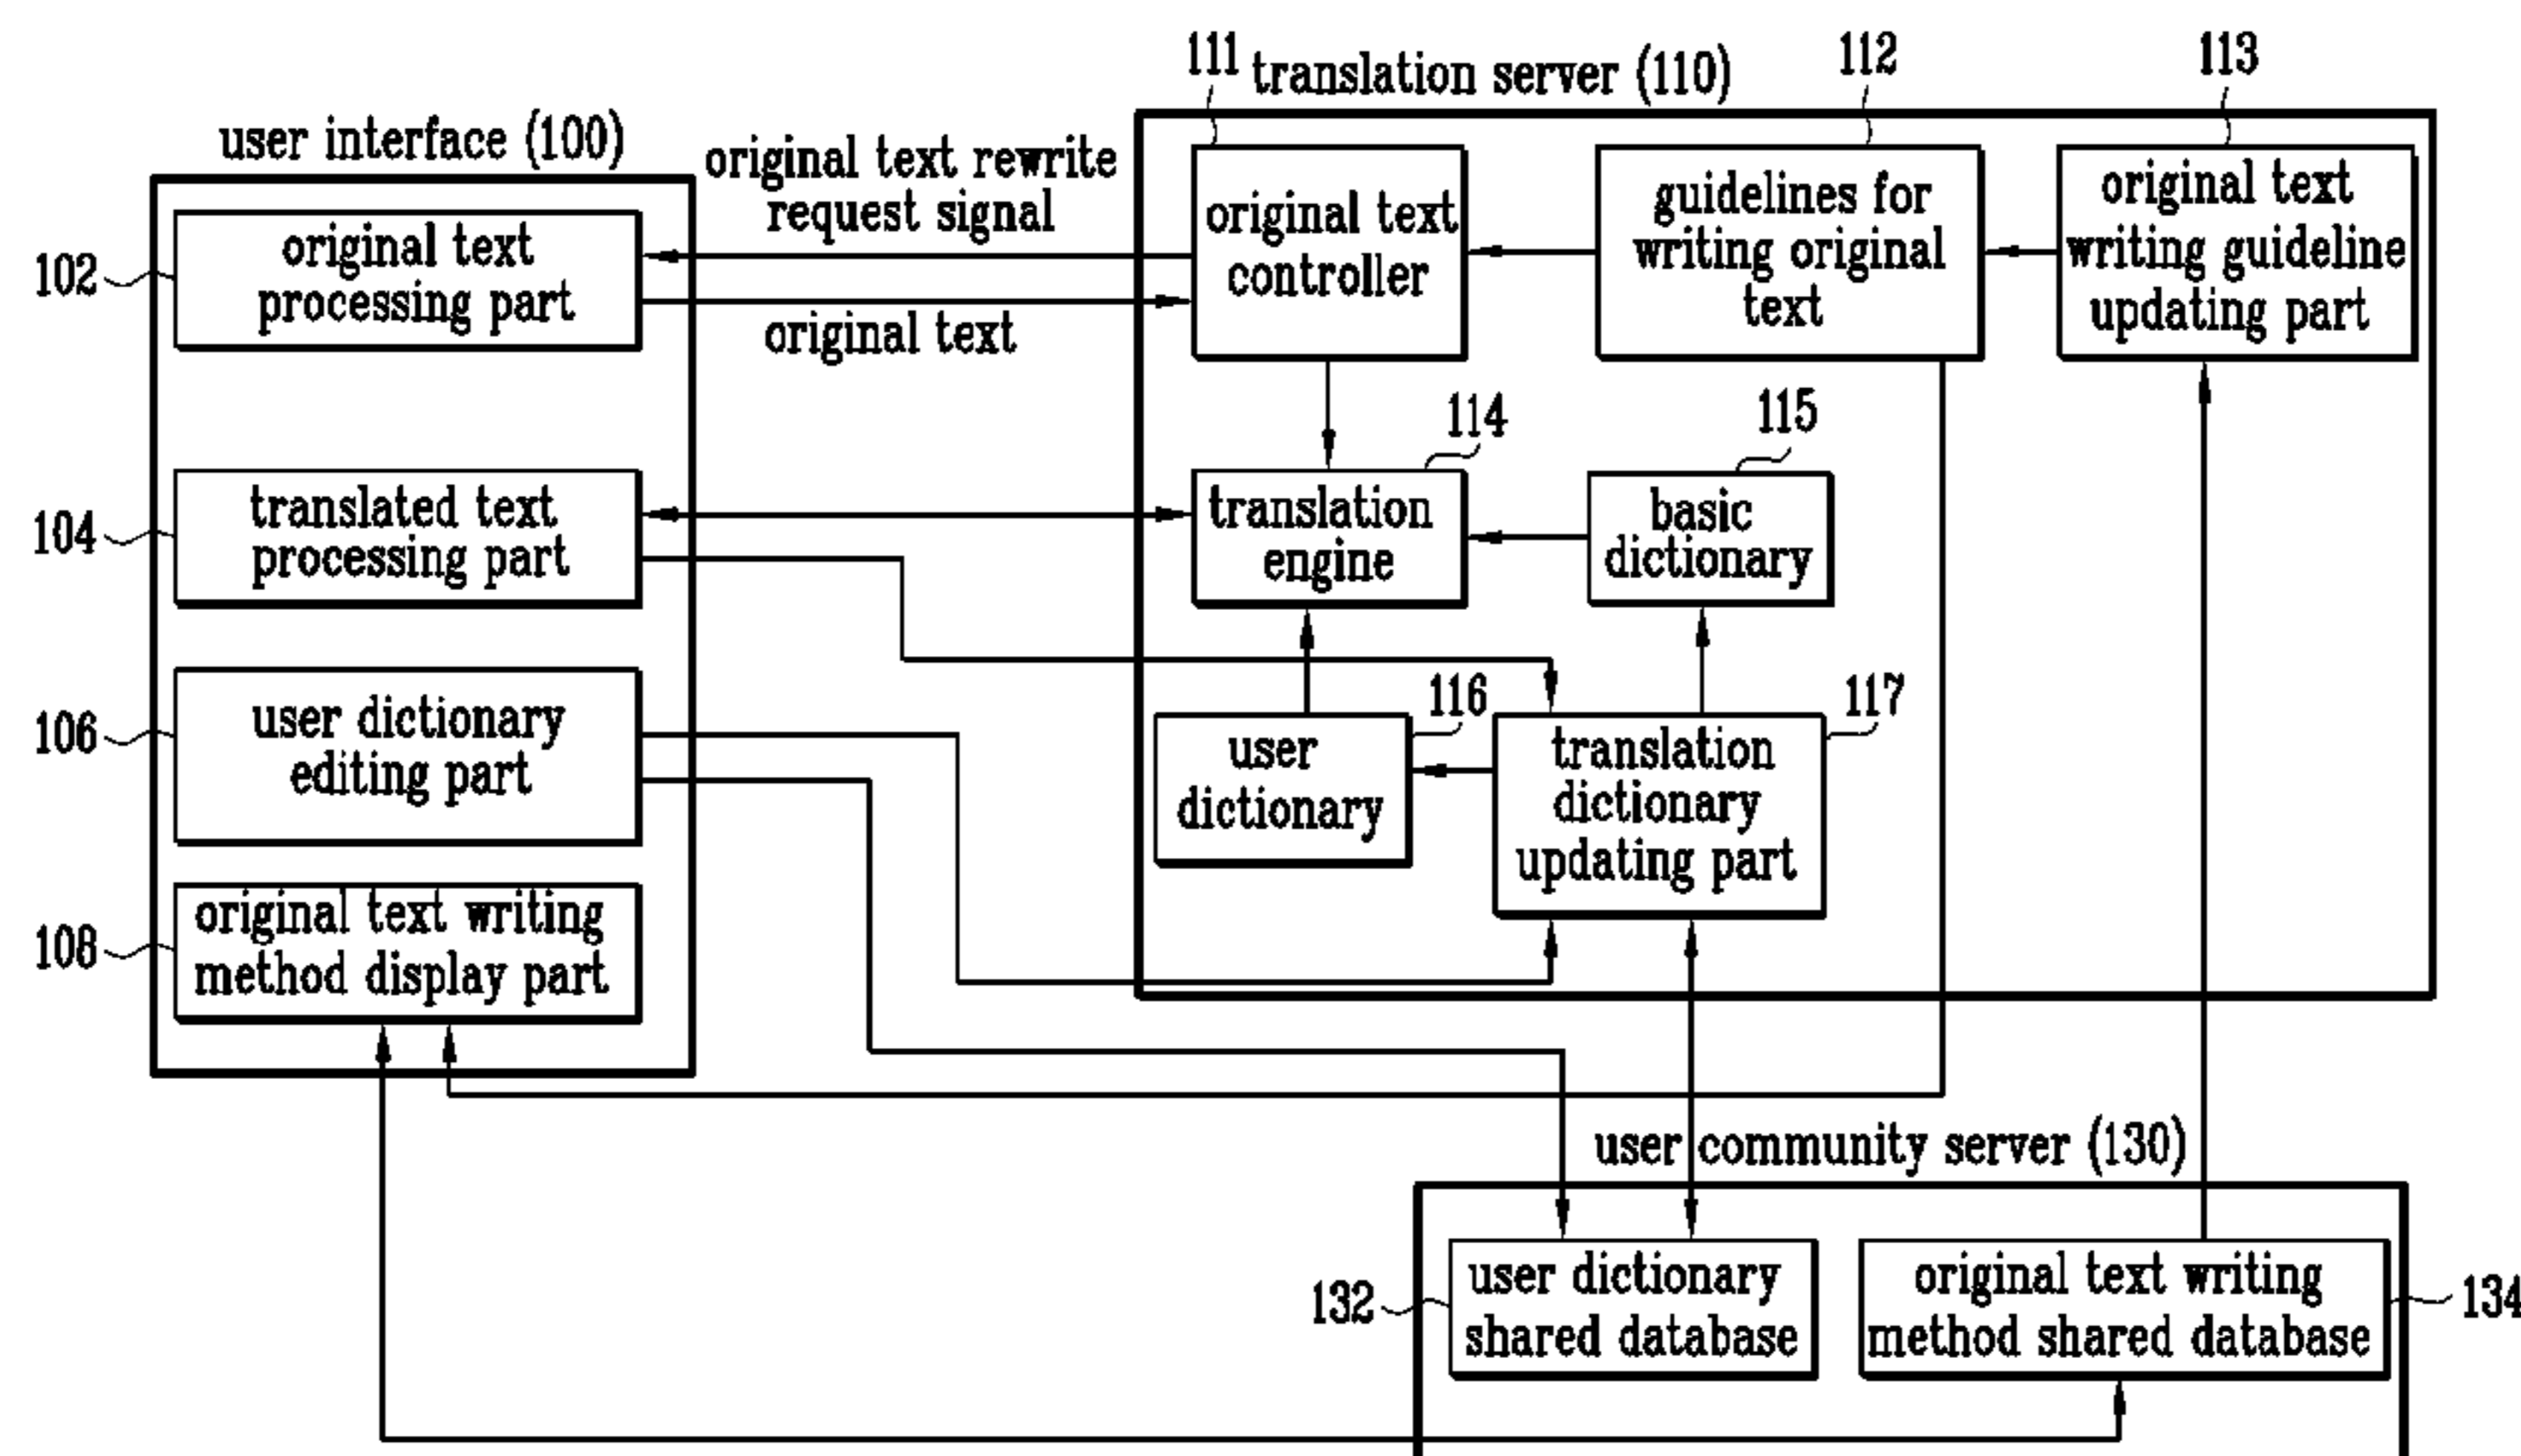 111
translation server (110)
112
113
user interface (100)
original text rewrite
request signal
102
original text
processing part
original text
original text
controller
guidelines for
writing original
text
original text
writing guideline
updating part
104
translated text
processing part
114
translation
engine
115
basic
dictionary
106
user dictionary
editing part
116
user
dictionary
117
translation
dictionary
updating part
108
original text writing
method display part
user community server (130)
132
user dictionary
shared database
original text writing
method shared database
134